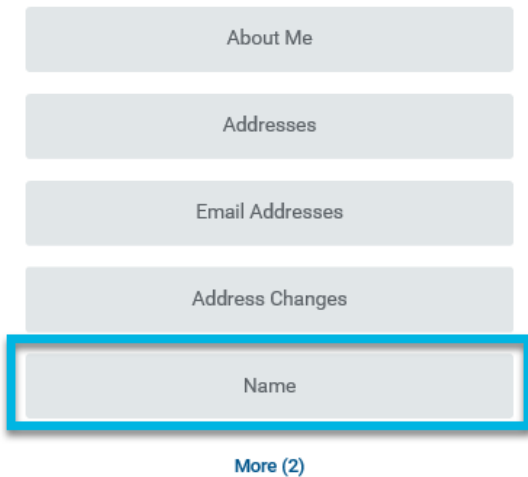 About Me
Addresses
Email Addresses
Address Changes
Name
More (2)